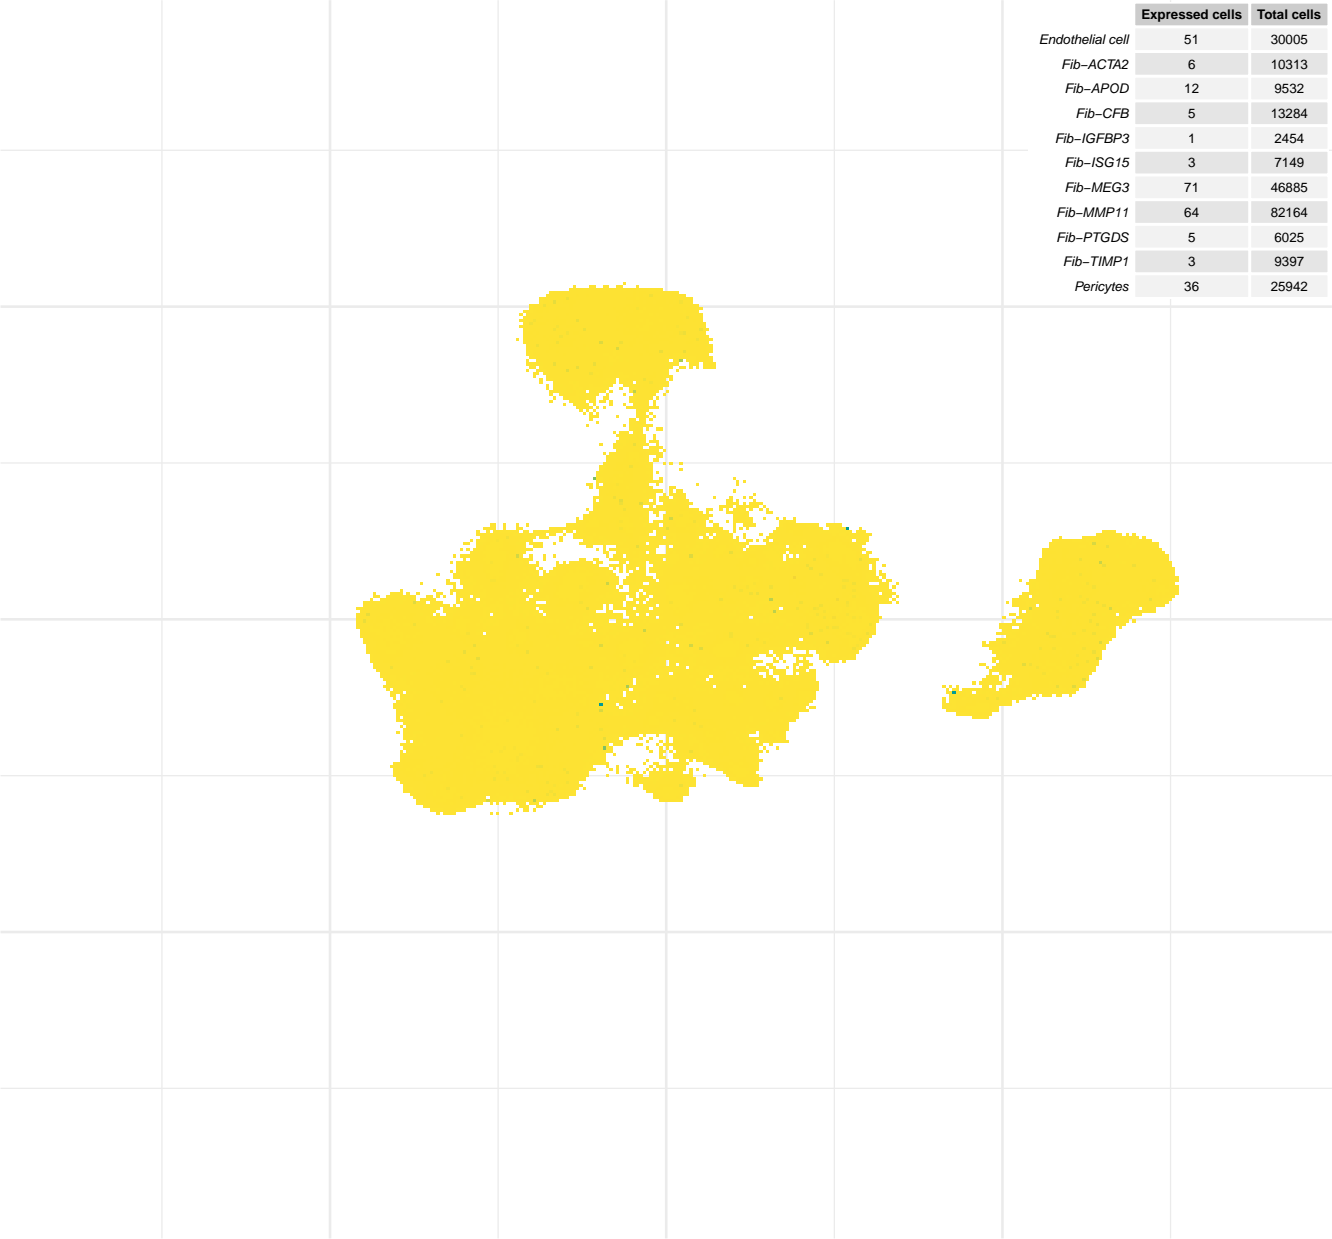 Expressed cells Total cells
Endothelial cell 51 30005
Fib−ACTA2 6 10313
Fib−APOD 12 9532
Fib−CFB 5 13284
Fib−IGFBP3 1 2454
Fib−ISG15 3 7149
Fib−MEG3 71 46885
Fib−MMP11 64 82164
Fib−PTGDS 5 6025
Fib−TIMP1 3 9397
Pericytes 36 25942